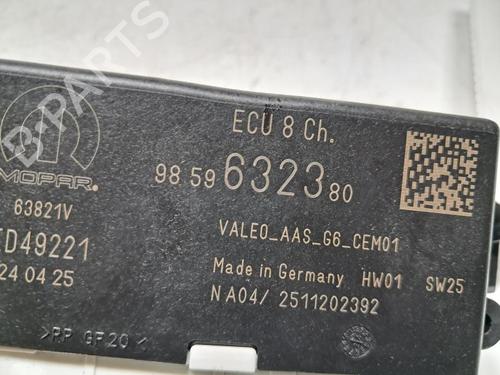 B-PARTS
MOPAR®
63821V
D49221
24 04 25
>PP GF20<
ECU 8 Ch.
98 59 6323 80
VALEO_AAS_G6_CEM01
Made in Germany HW01 SW25
N A04/ 2511202392